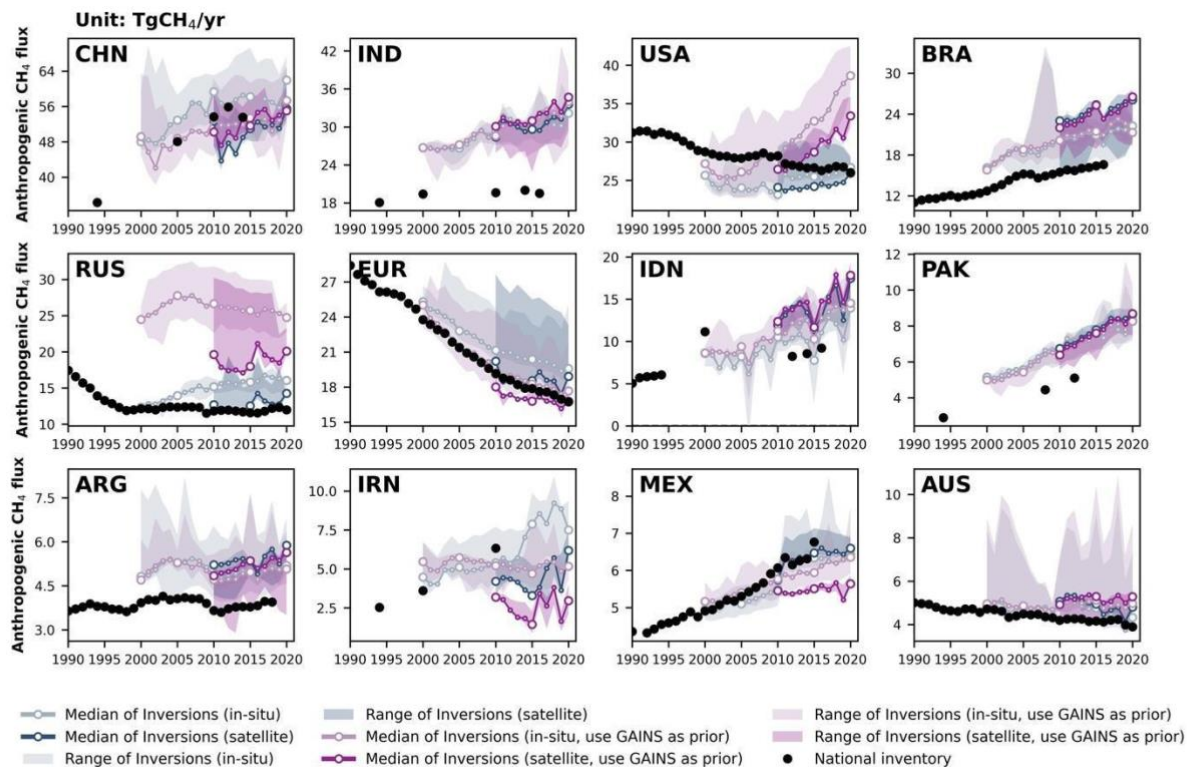 Unit: TgCH₄/yr
Anthropogenic CH₄ flux
CHN
64
56
48
40
1990 1995 2000 2005 2010 2015 2020
IND
42
36
30
24
18
1990 1995 2000 2005 2010 2015 2020
USA
40
35
30
25
1990 1995 2000 2005 2010 2015 2020
BRA
30
24
18
12
1990 1995 2000 2005 2010 2015 2020
Anthropogenic CH₄ flux
RUS
30
25
20
15
10
1990 1995 2000 2005 2010 2015 2020
EUR
27
24
21
18
15
1990 1995 2000 2005 2010 2015 2020
IDN
20
15
10
5
0
1990 1995 2000 2005 2010 2015 2020
PAK
12
10
8
6
4
1990 1995 2000 2005 2010 2015 2020
Anthropogenic CH₄ flux
ARG
7.5
6.0
4.5
3.0
1990 1995 2000 2005 2010 2015 2020
IRN
10.0
7.5
5.0
2.5
1990 1995 2000 2005 2010 2015 2020
MEX
8
7
6
5
1990 1995 2000 2005 2010 2015 2020
AUS
10
8
6
4
1990 1995 2000 2005 2010 2015 2020
Median of Inversions (in-situ)
Median of Inversions (satellite)
Range of Inversions (in-situ)
Range of Inversions (satellite)
Median of Inversions (in-situ, use GAINS as prior)
Median of Inversions (satellite, use GAINS as prior)
Range of Inversions (in-situ, use GAINS as prior)
Range of Inversions (satellite, use GAINS as prior)
National inventory